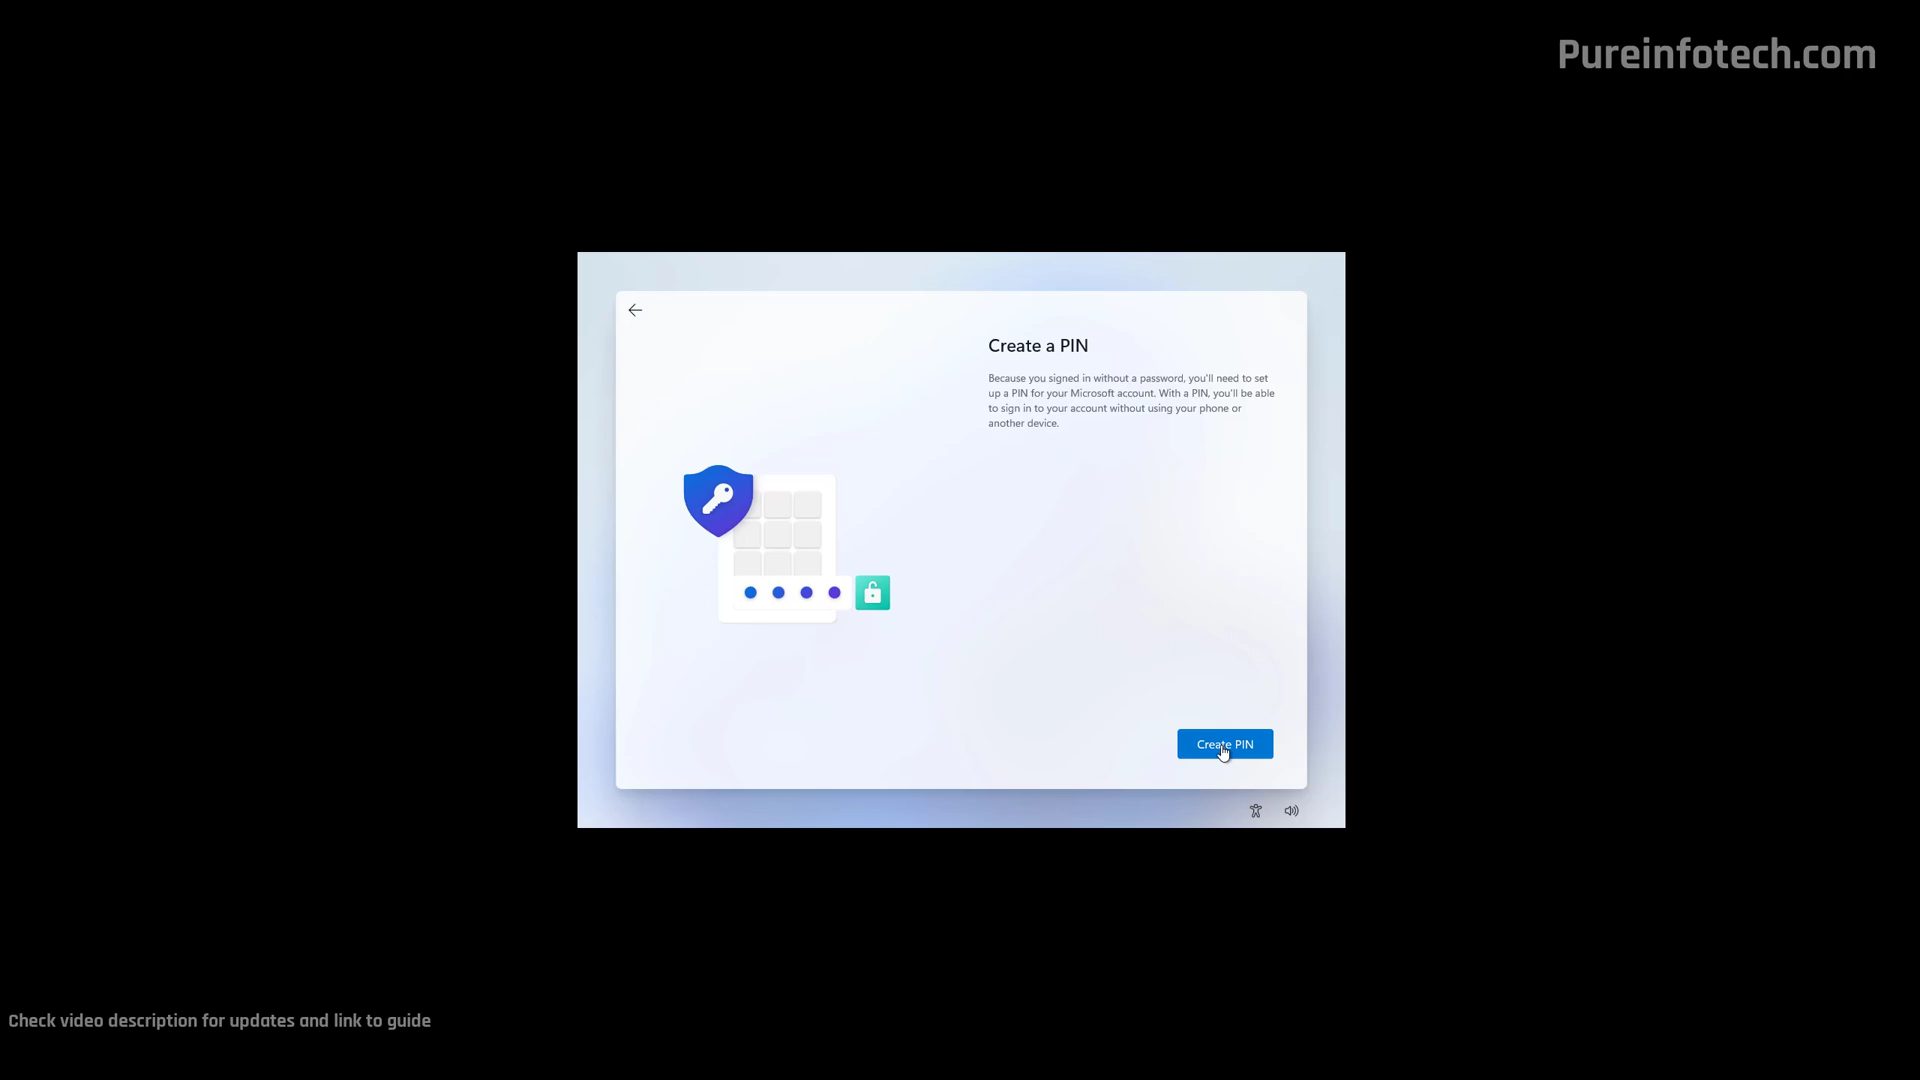 Pureinfotech.com
Create a PIN
Because you signed in without a password, you'll need to set
up a PIN for your Microsoft account. With a PIN, you'll be able
to sign in to your account without using your phone or
another device.
Create PIN
Check video description for updates and link to guide